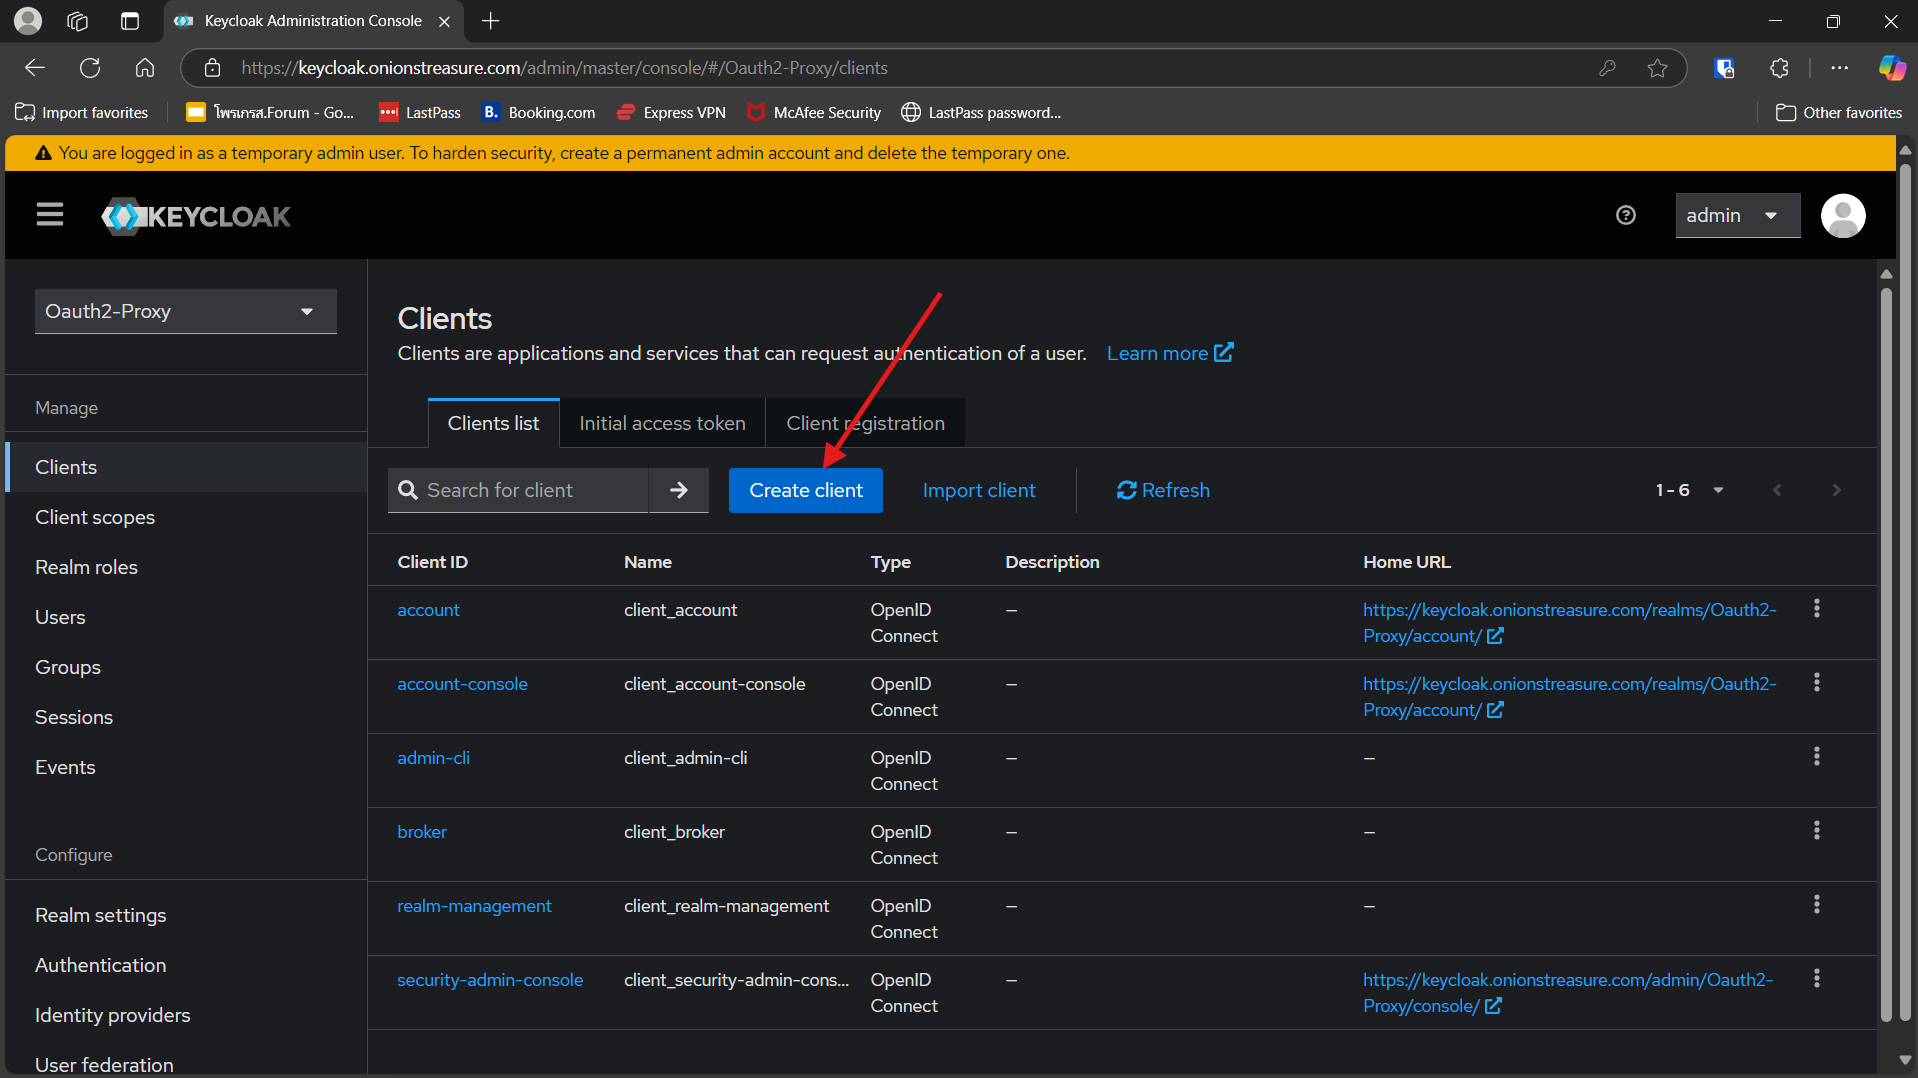 Keycloak Administration Console
https://keycloak.onionstreasure.com/admin/master/console/#/Oauth2-Proxy/clients
Import favorites
โพรเกรส.Forum - Go...
LastPass
B. Booking.com
Express VPN
McAfee Security
LastPass password...
Other favorites
You are logged in as a temporary admin user. To harden security, create a permanent admin account and delete the temporary one.
KEYCLOAK
admin
Oauth2-Proxy
Manage
Clients
Client scopes
Realm roles
Users
Groups
Sessions
Events
Configure
Realm settings
Authentication
Identity providers
User federation
Clients
Clients are applications and services that can request authentication of a user. Learn more
Clients list
Initial access token
Client registration
Search for client
Create client
Import client
Refresh
1 - 6
Client ID Name Type Description Home URL
account client_account OpenID Connect – https://keycloak.onionstreasure.com/realms/Oauth2-
Proxy/account/
account-console client_account-console OpenID Connect – https://keycloak.onionstreasure.com/realms/Oauth2-
Proxy/account/
admin-cli client_admin-cli OpenID Connect – –
broker client_broker OpenID Connect – –
realm-management client_realm-management OpenID Connect – –
security-admin-console client_security-admin-cons... OpenID Connect – https://keycloak.onionstreasure.com/admin/Oauth2-
Proxy/console/